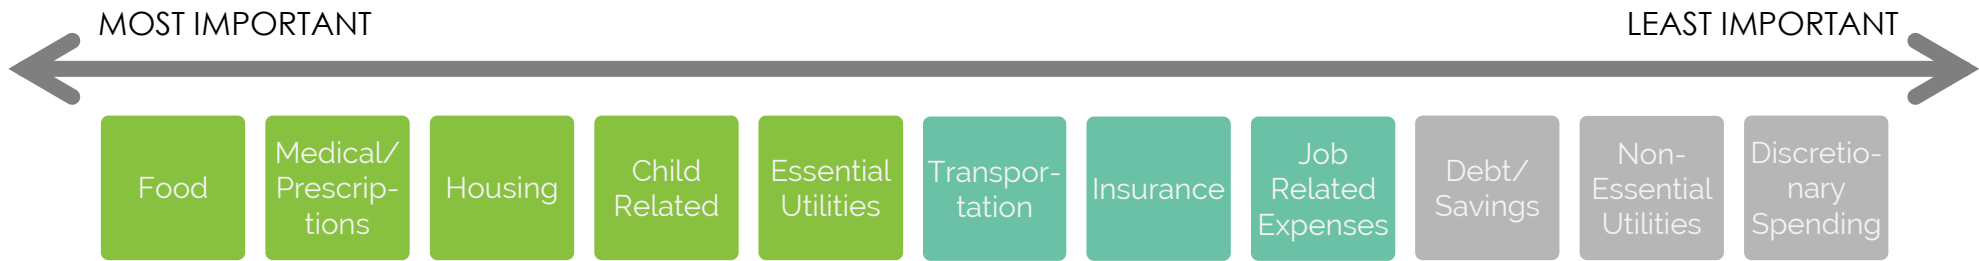 MOST IMPORTANT
LEAST IMPORTANT
Food
Medical/
Prescrip-
tions
Housing
Child
Related
Essential
Utilities
Transpor-
tation
Insurance
Job
Related
Expenses
Debt/
Savings
Non-
Essential
Utilities
Discretio-
nary
Spending